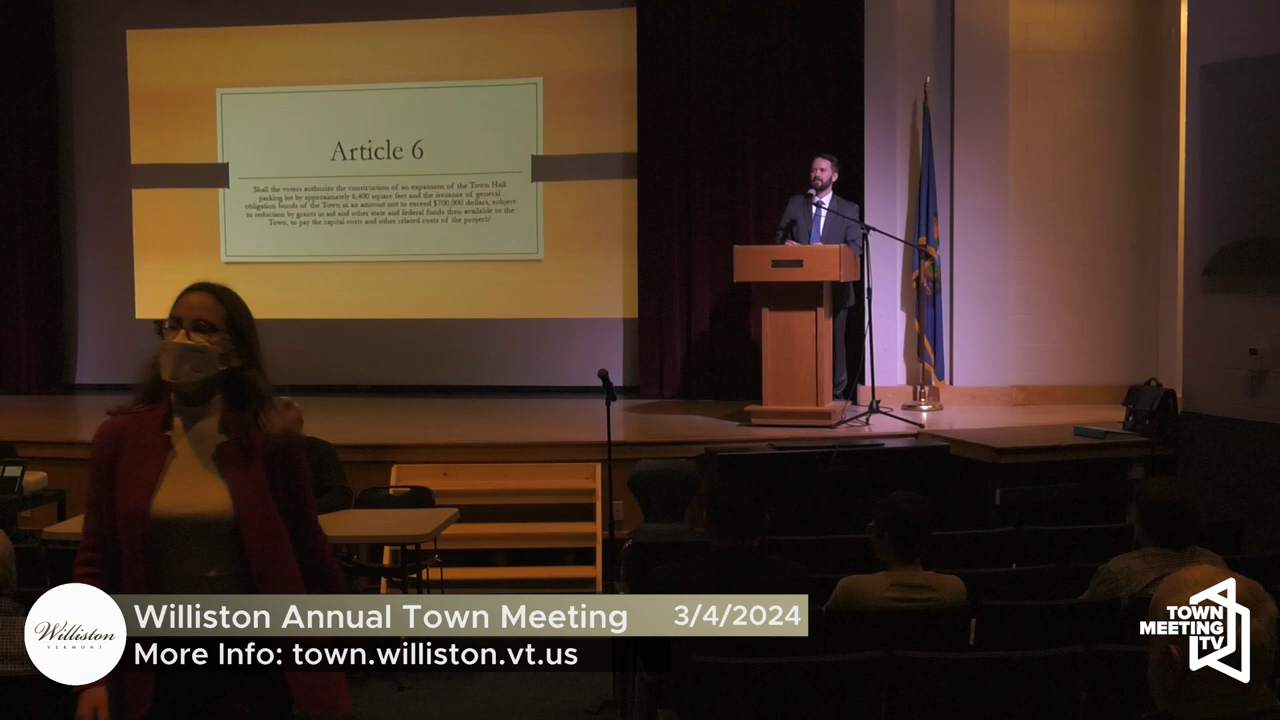 Article 6
Shall the voters authorize the construction of an expansion of the Town Hall
parking lot by approximately 6,400 square feet and the issuance of general
obligation bonds of the Town in an amount not to exceed $700,000 dollars, subject
to reduction by grants in aid and other state and federal funds then available to the
Town, to pay the capital costs and other related costs of the project?
Williston
VERMONT
Williston Annual Town Meeting 3/4/2024
More Info: town.williston.vt.us
TOWN
MEETING
TV